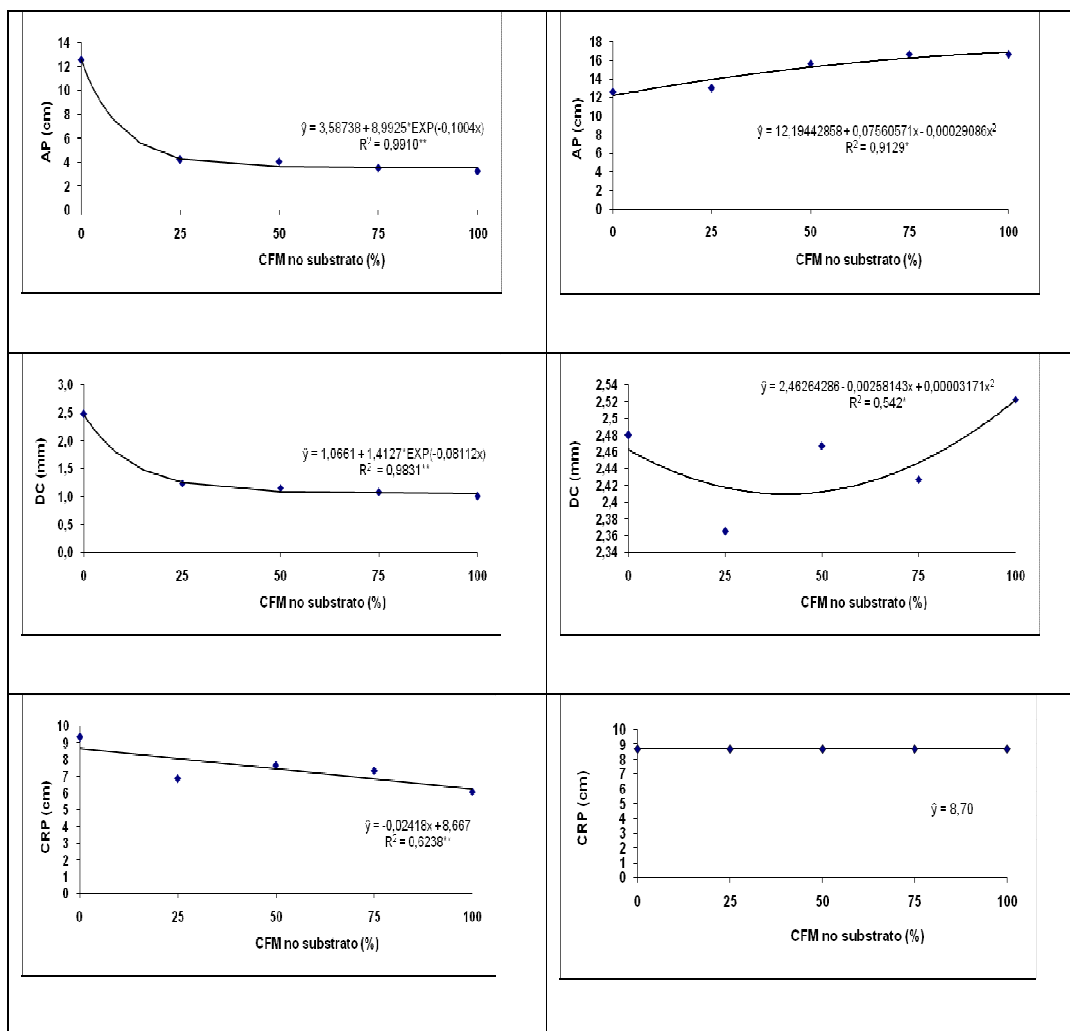 AP (cm)
14
12
10
8
6
4
2
0
ŷ = 3,58738 + 8,9925*EXP(-0,1004x)
R² = 0,9910**
0 25 50 75 100
CFM no substrato (%)
AP (cm)
18
16
14
12
10
8
6
4
2
0
ŷ = 12,19442858 + 0,07560571x - 0,00029086x²
R² = 0,9129*
0 25 50 75 100
CFM no substrato (%)
DC (mm)
3,0
2,5
2,0
1,5
1,0
0,5
0,0
ŷ = 1,0661 + 1,4127*EXP(-0,08112x)
R² = 0,9831**
0 25 50 75 100
CFM no substrato (%)
DC (mm)
2,54
2,52
2,5
2,48
2,46
2,44
2,42
2,4
2,38
2,36
2,34
ŷ = 2,46264286 - 0,00258143x + 0,00003171x²
R² = 0,542*
0 25 50 75 100
CFM no substrato (%)
CRP (cm)
10
9
8
7
6
5
4
3
2
1
0
ŷ = -0,02418x + 8,667
R² = 0,6238**
0 25 50 75 100
CFM no substrato (%)
CRP (cm)
10
9
8
7
6
5
4
3
2
1
0
ŷ = 8,70
0 25 50 75 100
CFM no substrato (%)